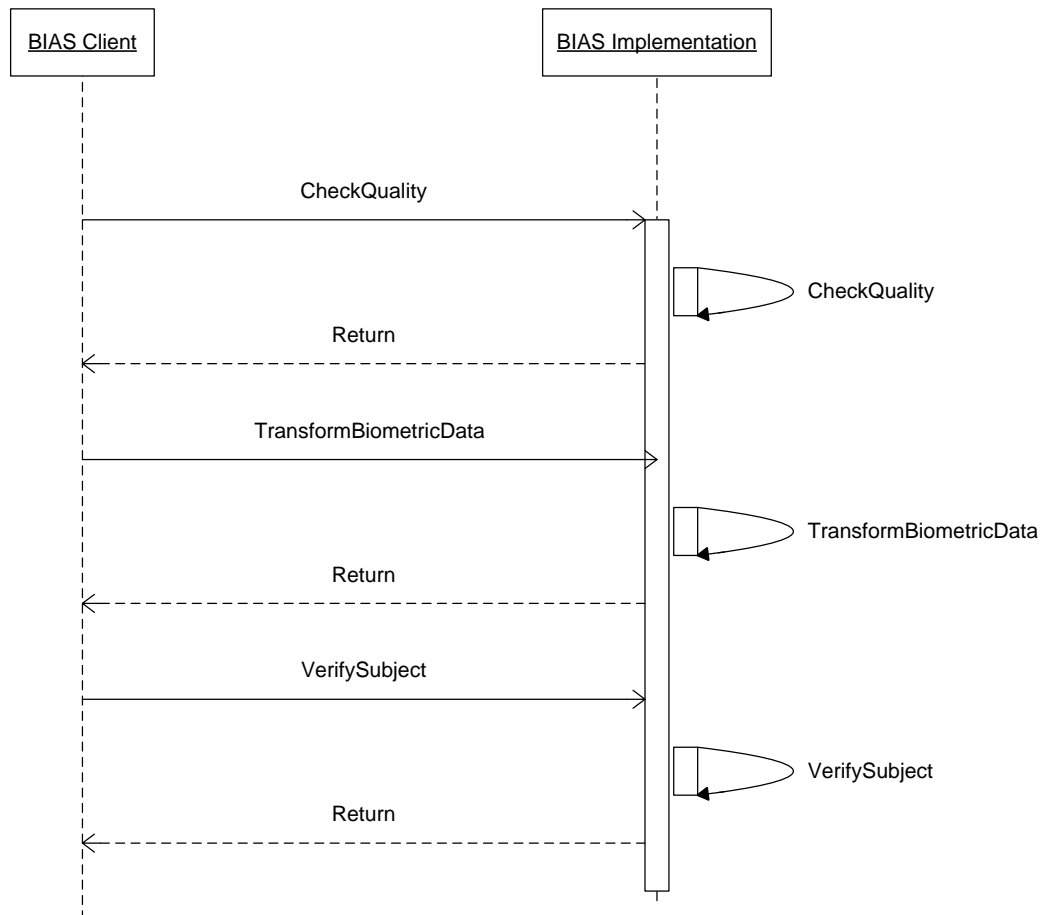 BIAS Client
BIAS Implementation
CheckQuality
CheckQuality
Return
TransformBiometricData
TransformBiometricData
Return
VerifySubject
VerifySubject
Return